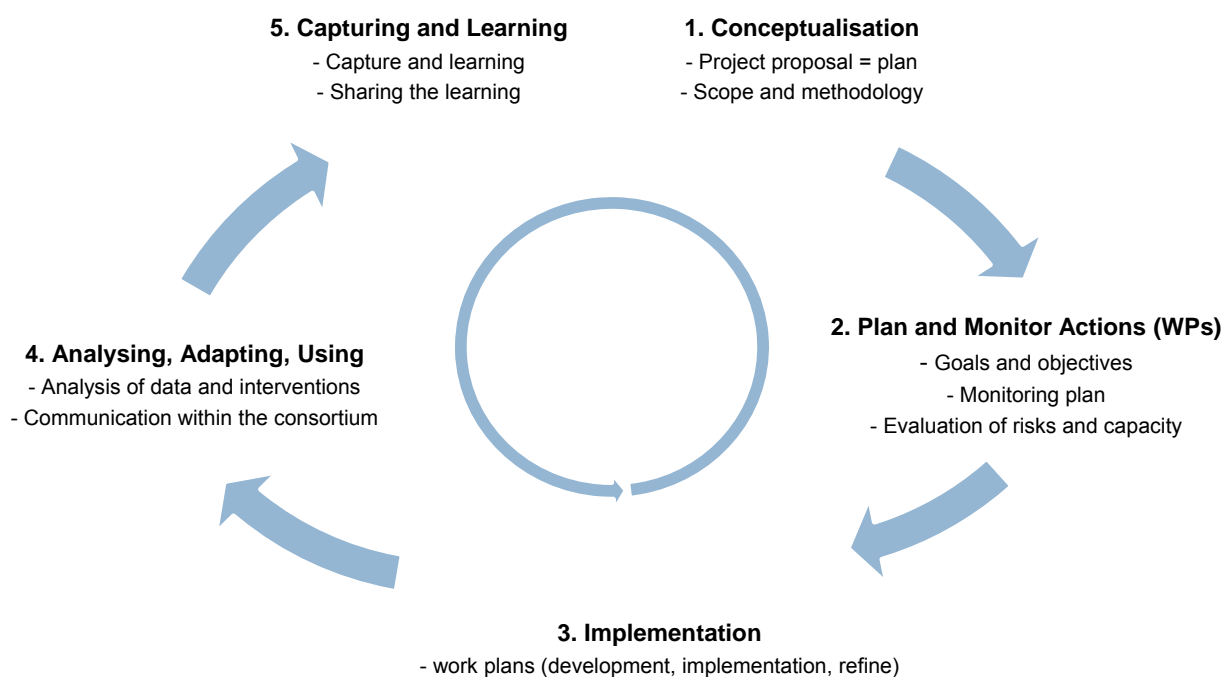 1. Conceptualisation
- Project proposal = plan
- Scope and methodology
2. Plan and Monitor Actions (WPs)
- Goals and objectives
- Monitoring plan
- Evaluation of risks and capacity
3. Implementation
- work plans (development, implementation, refine)
4. Analysing, Adapting, Using
- Analysis of data and interventions
- Communication within the consortium
5. Capturing and Learning
- Capture and learning
- Sharing the learning